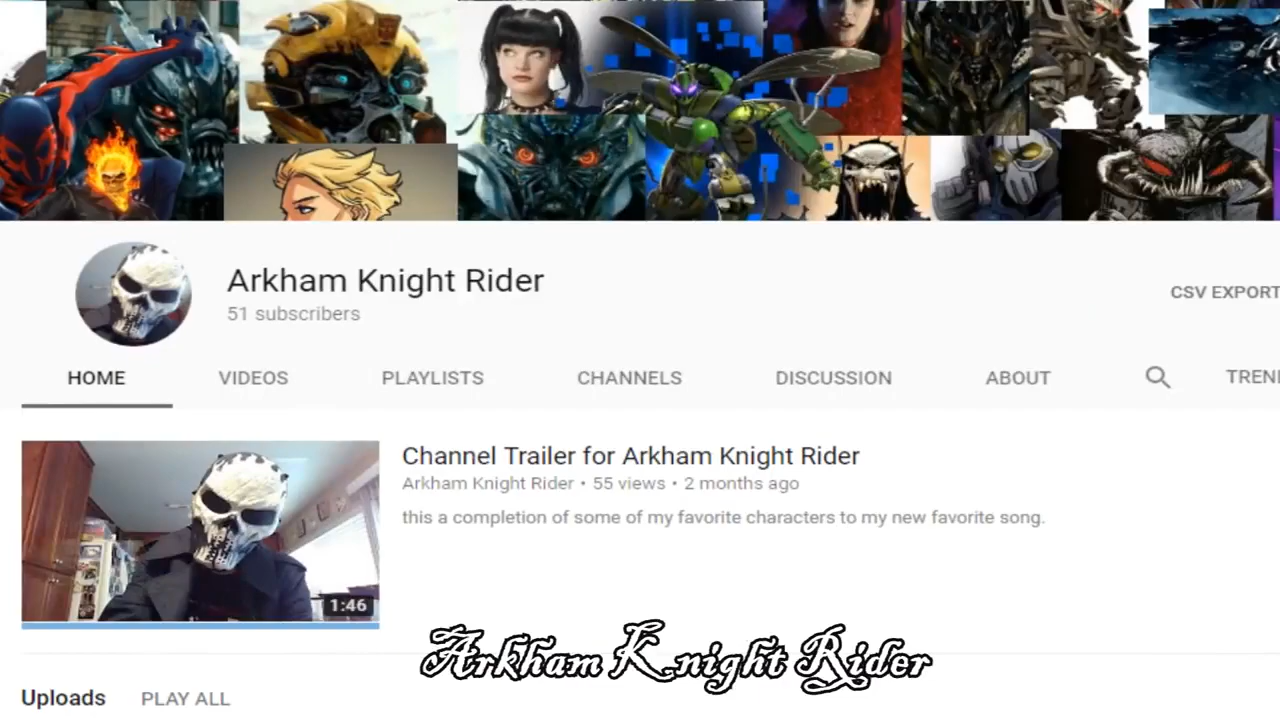 Arkham Knight Rider
51 subscribers
CSV EXPORT
HOME VIDEOS PLAYLISTS CHANNELS DISCUSSION ABOUT TREN
Channel Trailer for Arkham Knight Rider
Arkham Knight Rider • 55 views • 2 months ago
this a completion of some of my favorite characters to my new favorite song.
1:46
Arkham Knight Rider
Uploads PLAY ALL